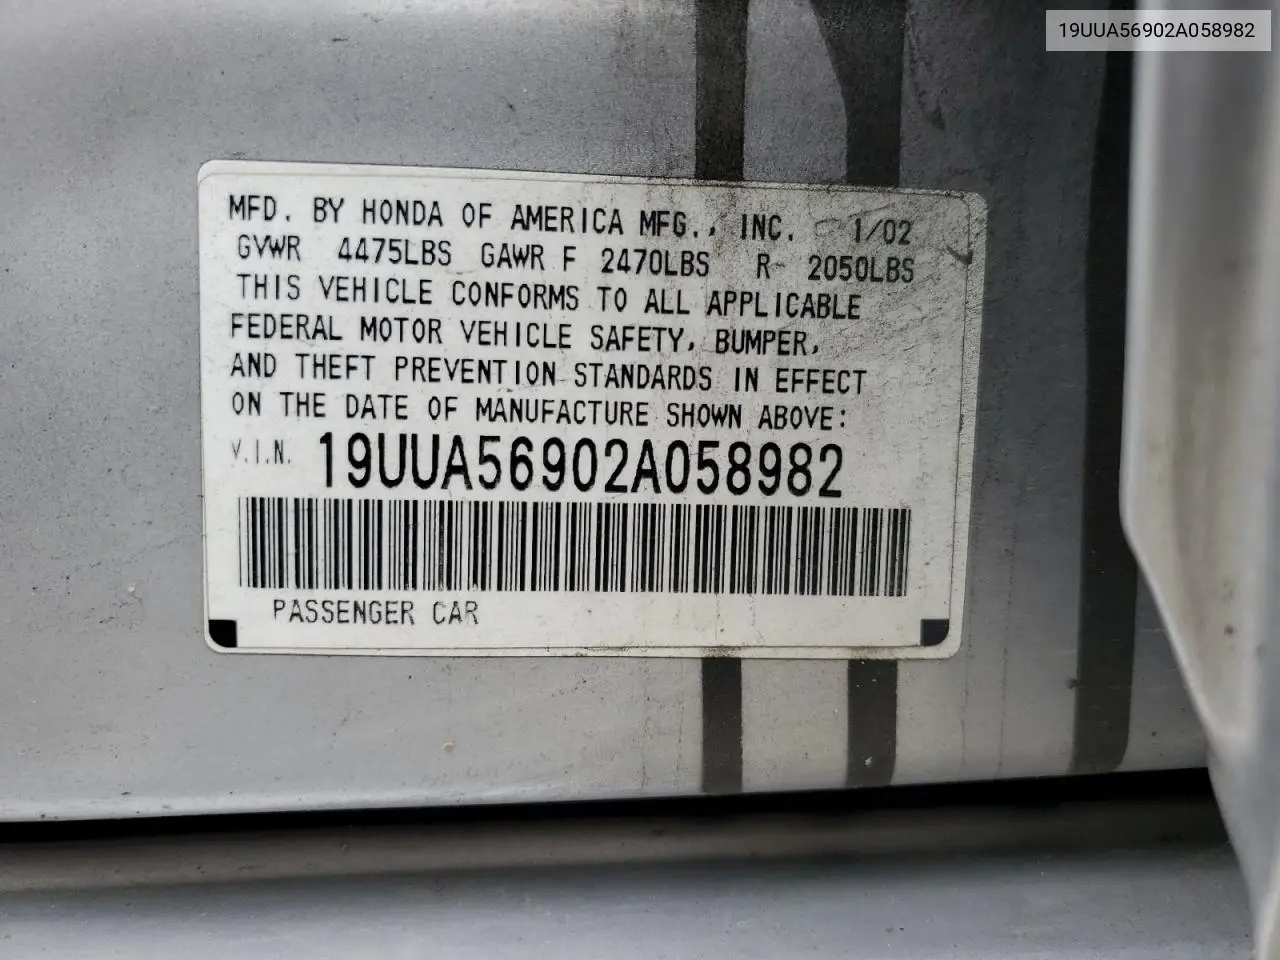 19UUA56902A058982
MFD. BY HONDA OF AMERICA MFG., INC. 1/02
GVWR 4475LBS GAWR F 2470LBS R 2050LBS
THIS VEHICLE CONFORMS TO ALL APPLICABLE
FEDERAL MOTOR VEHICLE SAFETY, BUMPER,
AND THEFT PREVENTION STANDARDS IN EFFECT
ON THE DATE OF MANUFACTURE SHOWN ABOVE:
V.I.N. 19UUA56902A058982
PASSENGER CAR